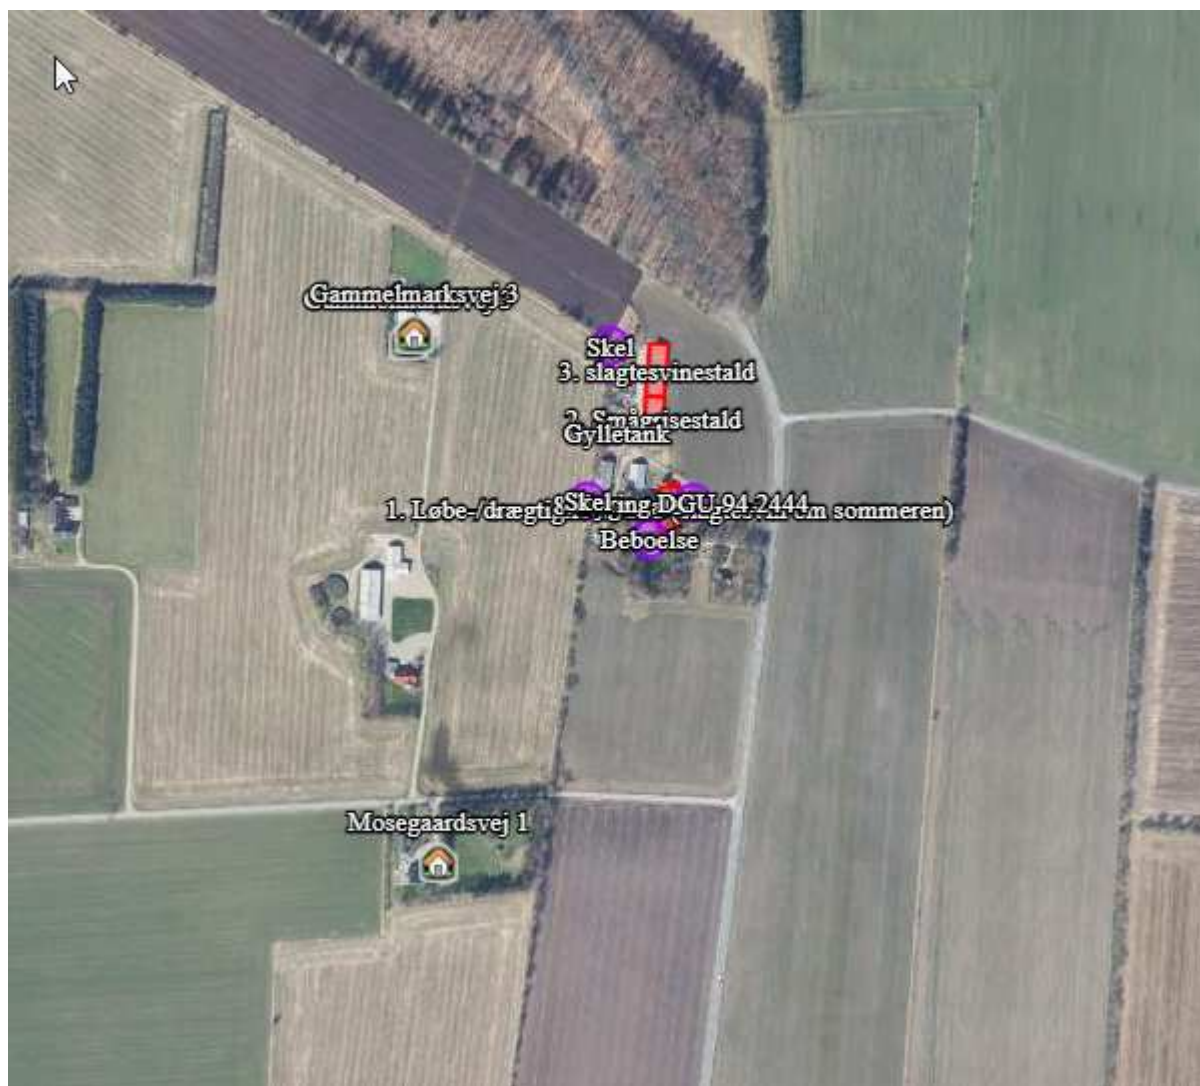 Gammelmarksvej 3
Skel
3. slagtesvinestald
2. Smågrisestald
Gylletank
Skel
DGU 94.2444
1. Løbe-/drægtig
om sommeren)
Beboelse
Mosegaardsvej 1